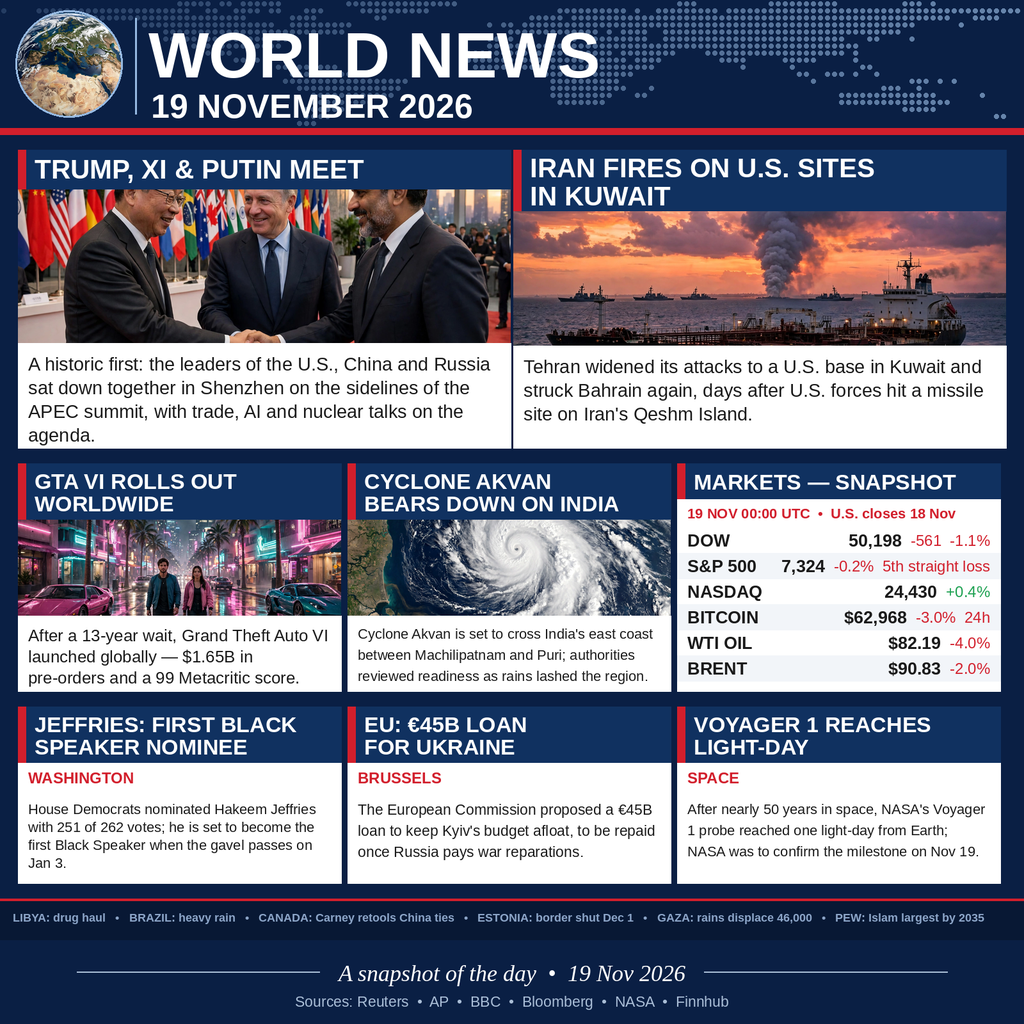 WORLD NEWS
19 NOVEMBER 2026
TRUMP, XI & PUTIN MEET
A historic first: the leaders of the U.S., China and Russia
sat down together in Shenzhen on the sidelines of the
APEC summit, with trade, AI and nuclear talks on the
agenda.
IRAN FIRES ON U.S. SITES
IN KUWAIT
Tehran widened its attacks to a U.S. base in Kuwait and
struck Bahrain again, days after U.S. forces hit a missile
site on Iran's Qeshm Island.
GTA VI ROLLS OUT
WORLDWIDE
After a 13-year wait, Grand Theft Auto VI
launched globally — $1.65B in
pre-orders and a 99 Metacritic score.
CYCLONE AKVAN
BEARS DOWN ON INDIA
Cyclone Akvan is set to cross India's east coast
between Machilipatnam and Puri; authorities
reviewed readiness as rains lashed the region.
MARKETS — SNAPSHOT
19 NOV 00:00 UTC • U.S. closes 18 Nov
DOW 50,198 -561 -1.1%
S&P 500 7,324 -0.2% 5th straight loss
NASDAQ 24,430 +0.4%
BITCOIN $62,968 -3.0% 24h
WTI OIL $82.19 -4.0%
BRENT $90.83 -2.0%
JEFFRIES: FIRST BLACK
SPEAKER NOMINEE
WASHINGTON
House Democrats nominated Hakeem Jeffries
with 251 of 262 votes; he is set to become the
first Black Speaker when the gavel passes on
Jan 3.
EU: €45B LOAN
FOR UKRAINE
BRUSSELS
The European Commission proposed a €45B
loan to keep Kyiv's budget afloat, to be repaid
once Russia pays war reparations.
VOYAGER 1 REACHES
LIGHT-DAY
SPACE
After nearly 50 years in space, NASA's Voyager
1 probe reached one light-day from Earth;
NASA was to confirm the milestone on Nov 19.
LIBYA: drug haul • BRAZIL: heavy rain • CANADA: Carney retools China ties • ESTONIA: border shut Dec 1 • GAZA: rains displace 46,000 • PEW: Islam largest by 2035
A snapshot of the day • 19 Nov 2026
Sources: Reuters • AP • BBC • Bloomberg • NASA • Finnhub